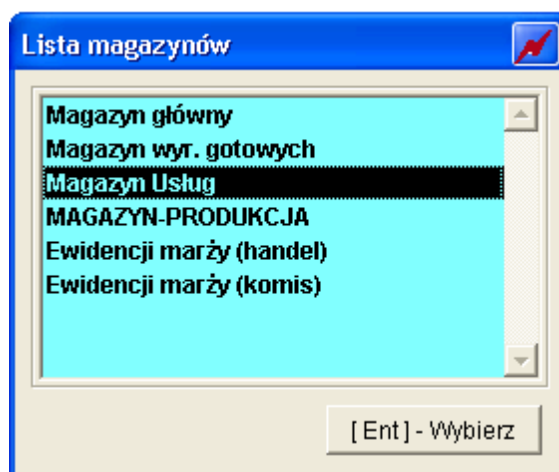 Lista magazynów
Magazyn główny
Magazyn wyr. gotowych
Magazyn Usług
MAGAZYN-PRODUKCJA
Ewidencji marży (handel)
Ewidencji marży (komis)
[ Ent ] - Wybierz